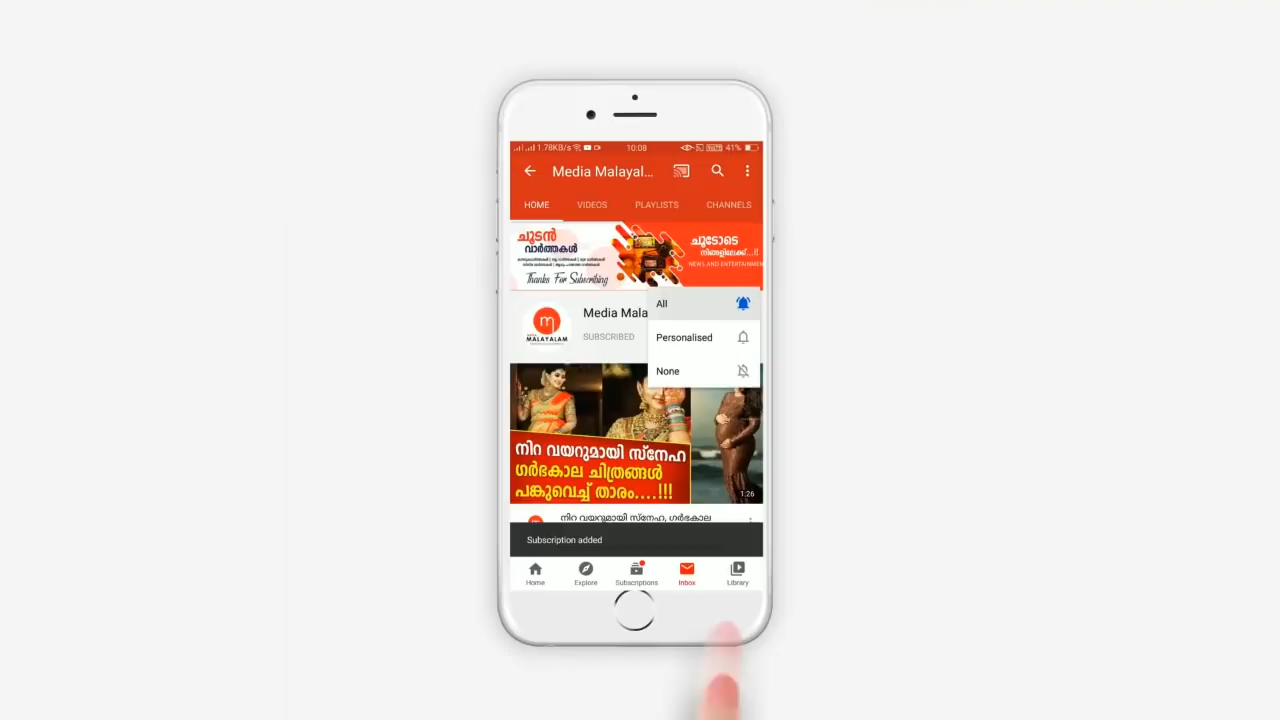 1.78KB/s 10:08 41%
Media Malayal...
HOME VIDEOS PLAYLISTS CHANNELS
ചൂടൻ
വാർത്തകൾ
Thanks For Subscribing
ചൂടോടെ
നിങ്ങളിലേക്ക്...!!
NEWS AND ENTERTAINMEN
All
Media Mala
Personalised
SUBSCRIBED
MALAYALAM
None
നിറ വയറുമായി സ്നേഹ
ഗർഭകാല ചിത്രങ്ങൾ
പങ്കുവെച്ച് താരം....!!!
1:26
നിറ വയറുമായി സ്നേഹ, ഗർഭകാല
Subscription added
Home Explore Subscriptions Inbox Library